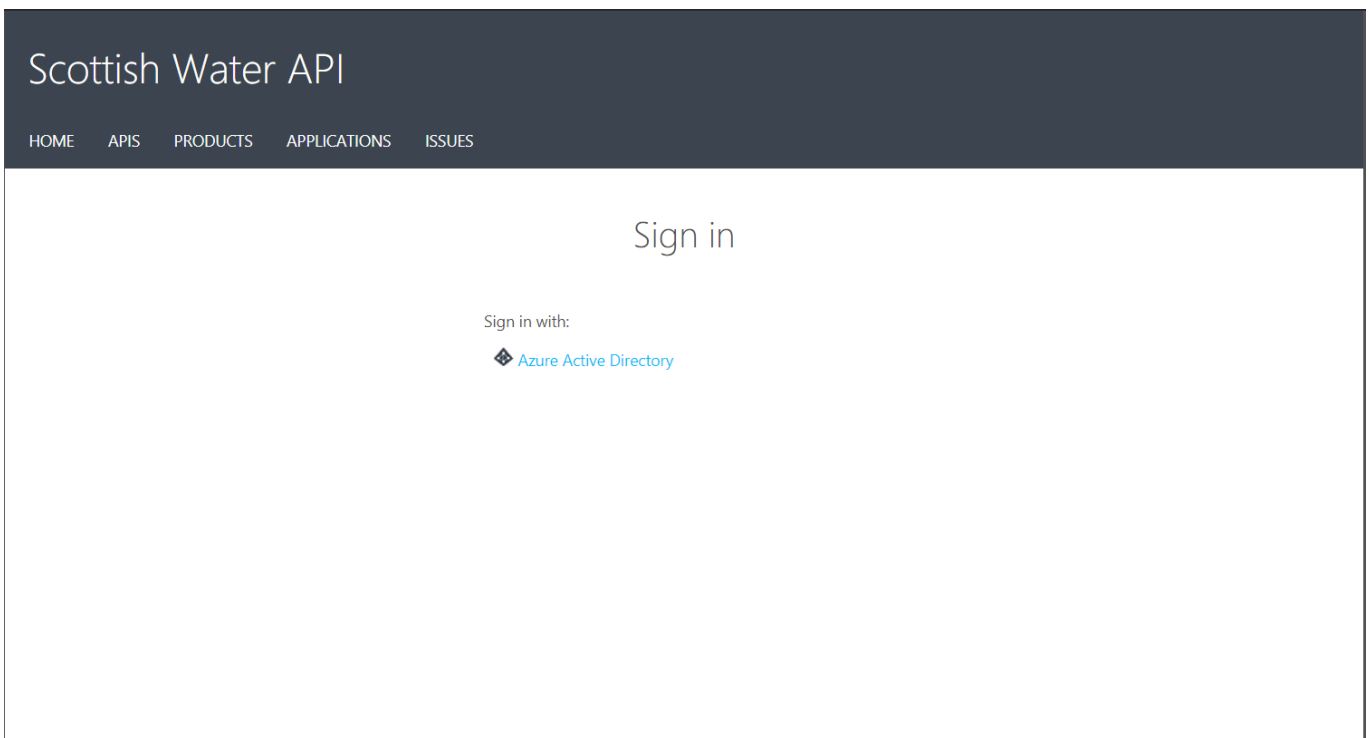 Scottish Water API
HOME APIS PRODUCTS APPLICATIONS ISSUES
Sign in
Sign in with:
Azure Active Directory